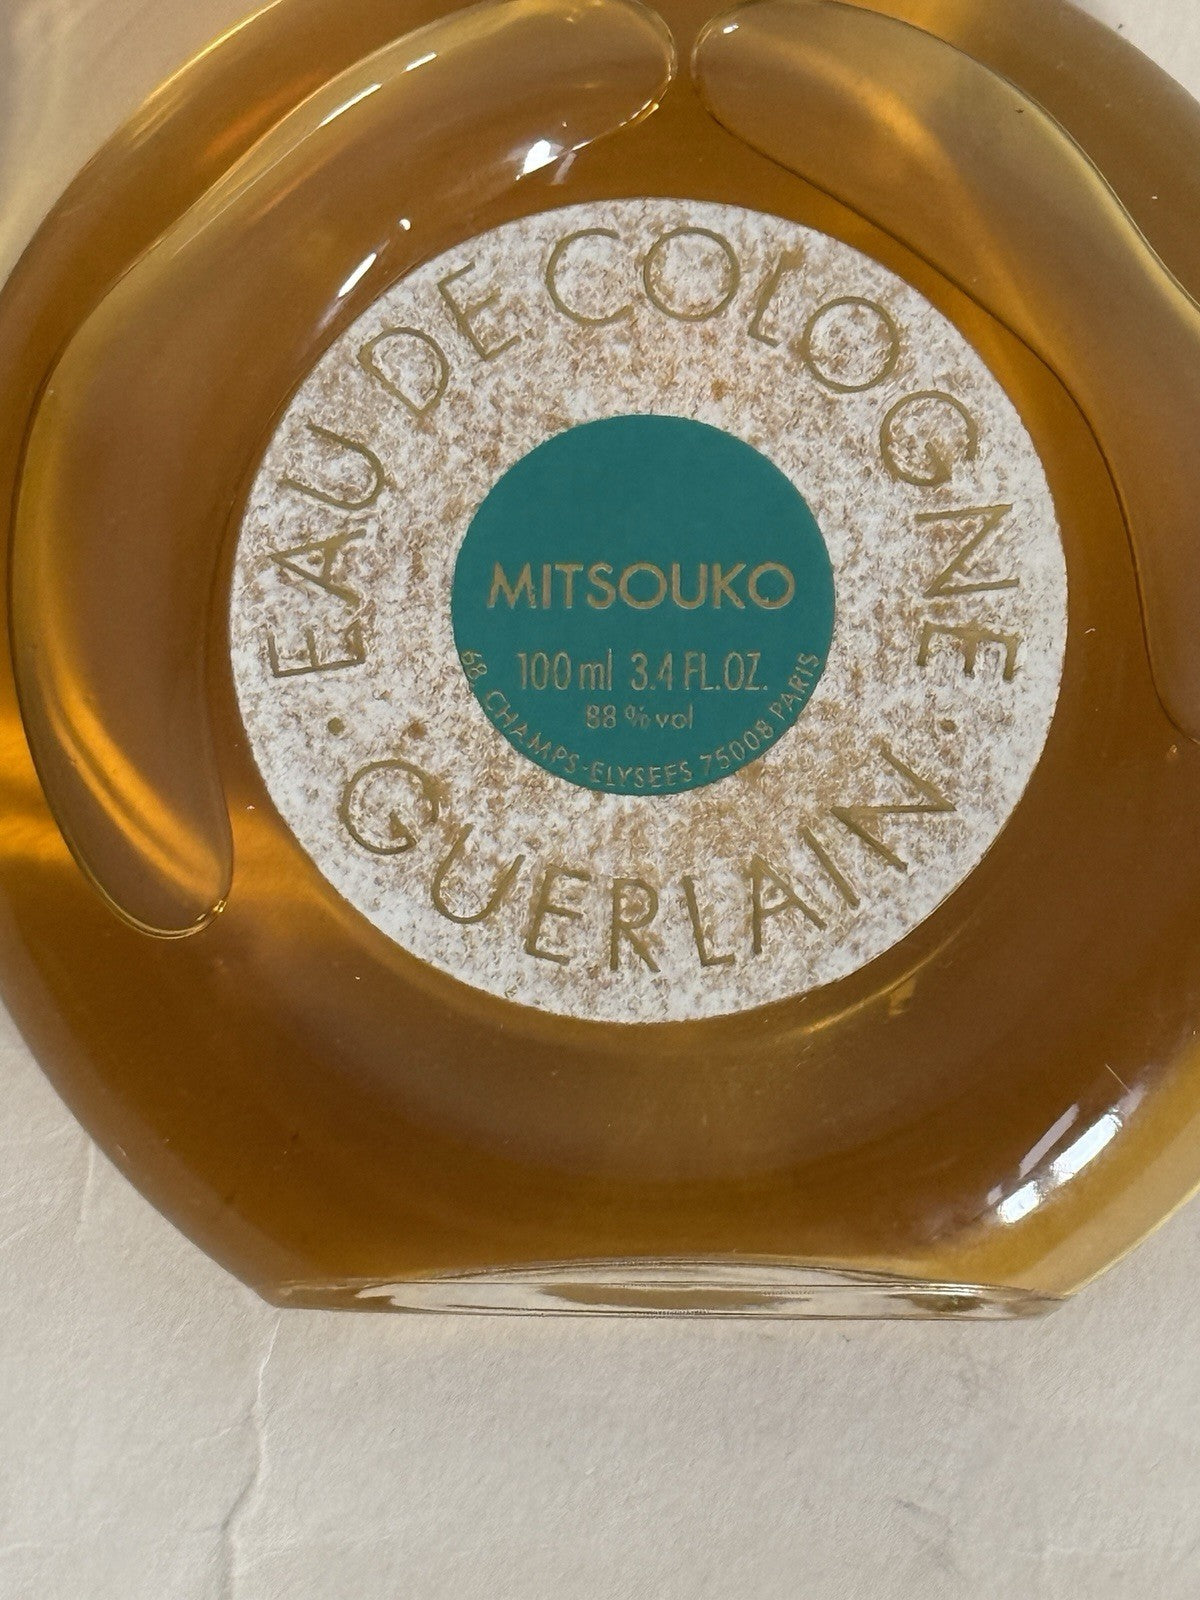 EAU DE COLOGNE
MITSOUKO
100 ml 3.4 FL.OZ.
88 % vol
68, CHAMPS-ELYSEES 75008 PARIS
• GUERLAIN •